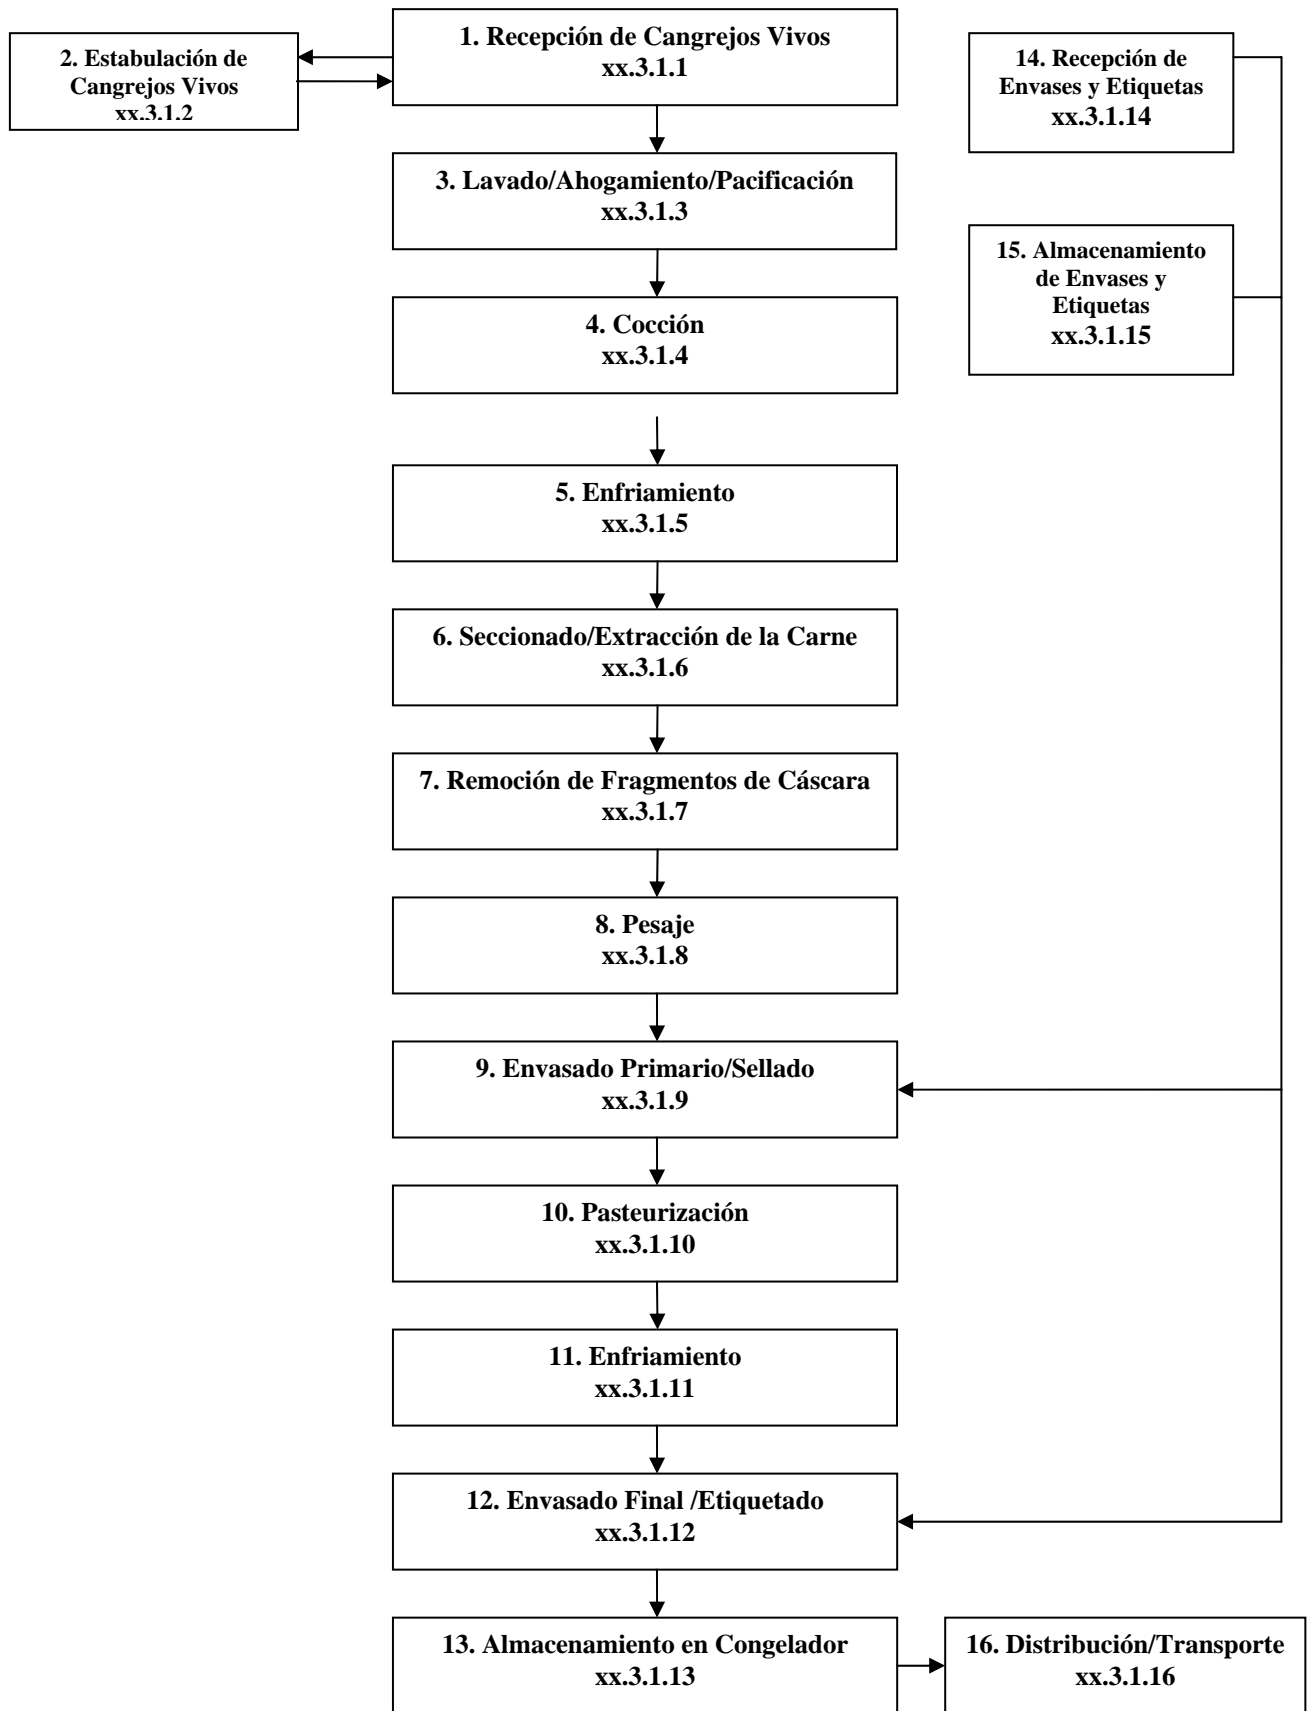 1. Recepción de Cangrejos Vivos
xx.3.1.1
2. Estabulación de
Cangrejos Vivos
xx.3.1.2
14. Recepción de
Envases y Etiquetas
xx.3.1.14
3. Lavado/Ahogamiento/Pacificación
xx.3.1.3
15. Almacenamiento
de Envases y
Etiquetas
xx.3.1.15
4. Cocción
xx.3.1.4
5. Enfriamiento
xx.3.1.5
6. Seccionado/Extracción de la Carne
xx.3.1.6
7. Remoción de Fragmentos de Cáscara
xx.3.1.7
8. Pesaje
xx.3.1.8
9. Envasado Primario/Sellado
xx.3.1.9
10. Pasteurización
xx.3.1.10
11. Enfriamiento
xx.3.1.11
12. Envasado Final /Etiquetado
xx.3.1.12
13. Almacenamiento en Congelador
xx.3.1.13
16. Distribución/Transporte
xx.3.1.16